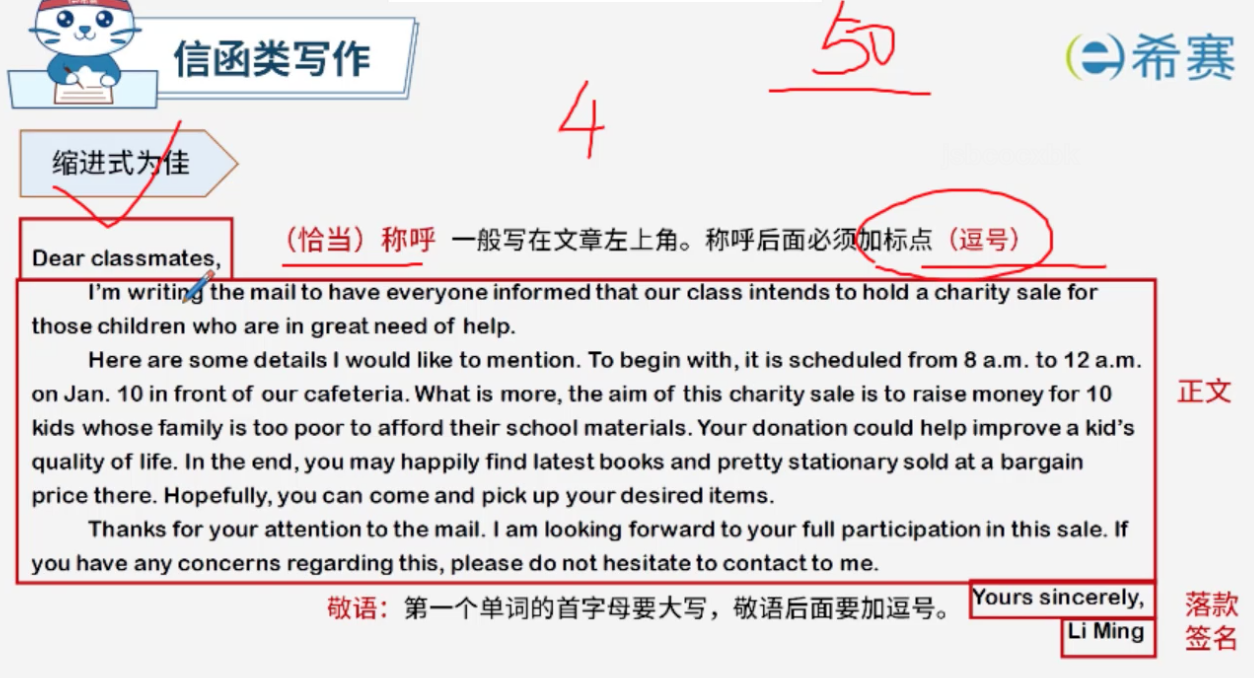 信函类写作
50
希赛
4
缩进式为佳
Dear classmates,
（恰当）称呼 一般写在文章左上角。称呼后面必须加标点（逗号）
I'm writing the mail to have everyone informed that our class intends to hold a charity sale for
those children who are in great need of help.
Here are some details I would like to mention. To begin with, it is scheduled from 8 a.m. to 12 a.m.
on Jan. 10 in front of our cafeteria. What is more, the aim of this charity sale is to raise money for 10
kids whose family is too poor to afford their school materials. Your donation could help improve a kid's
quality of life. In the end, you may happily find latest books and pretty stationary sold at a bargain
price there. Hopefully, you can come and pick up your desired items.
Thanks for your attention to the mail. I am looking forward to your full participation in this sale. If
you have any concerns regarding this, please do not hesitate to contact to me.
正文
敬语：第一个单词的首字母要大写，敬语后面要加逗号。
Yours sincerely,
Li Ming
落款
签名